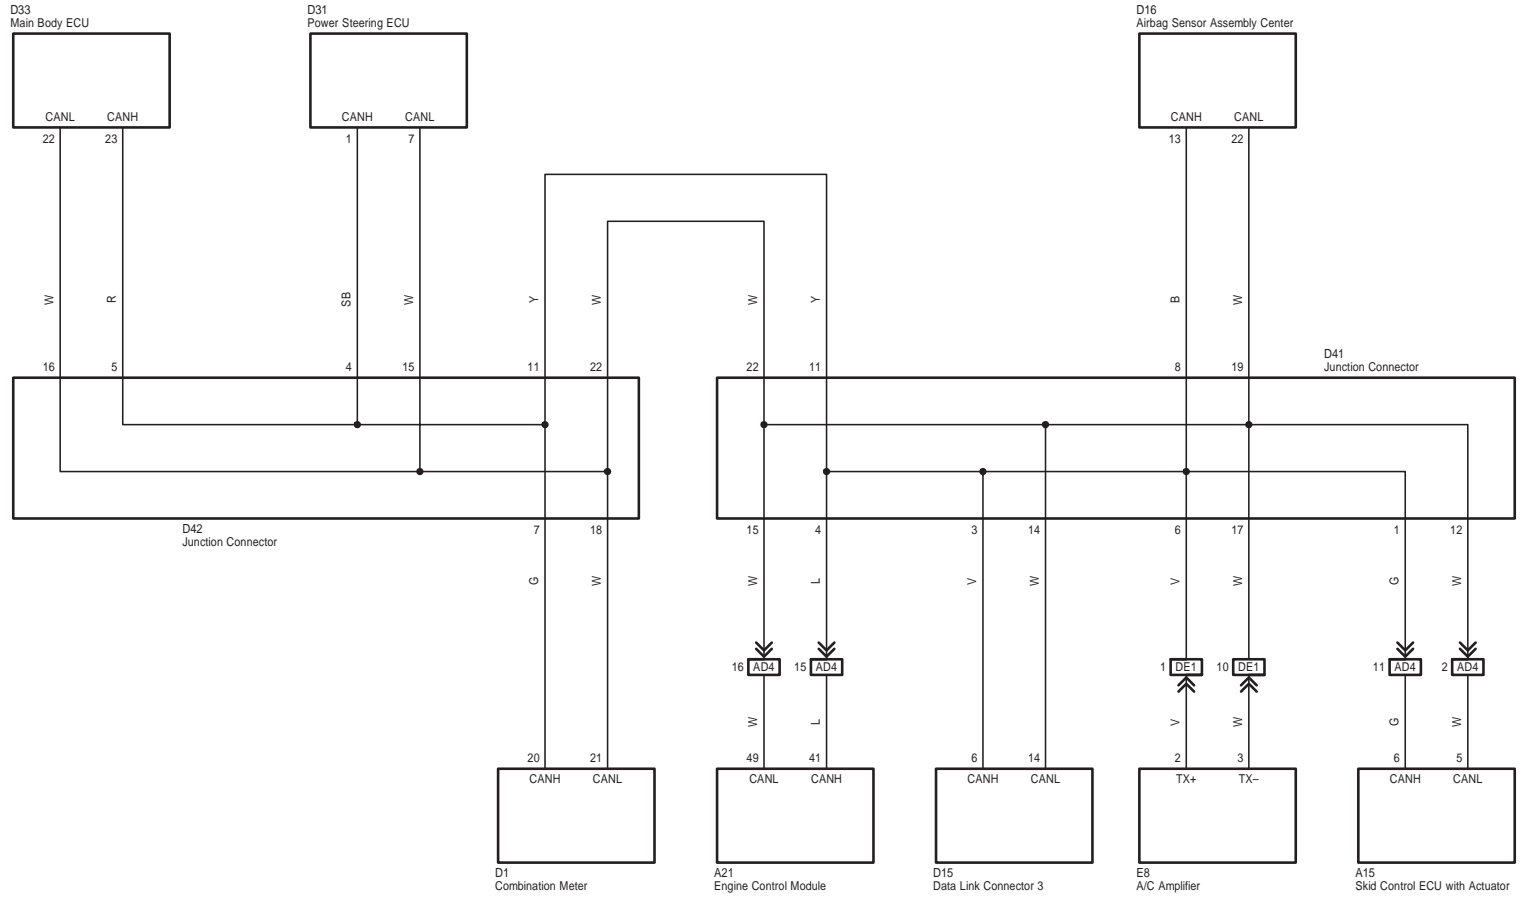 D33
Main Body ECU
D31
Power Steering ECU
D16
Airbag Sensor Assembly Center
CANL CANH
CANH CANL
CANH CANL
22 23
1 7
13 22
W R SB W Y W W Y B W
D41
Junction Connector
16 5 4 15 11 22 22 11 8 19
D42
Junction Connector
7 18 15 4 3 14 6 17 1 12
G W W L V W V W G W
16 AD4 15 AD4 1 DE1 10 DE1 11 AD4 2 AD4
W L V W G W
20 21 49 41 6 14 2 3 6 5
CANH CANL CANL CANH CANH CANL TX+ TX– CANH CANL
D1
Combination Meter
A21
Engine Control Module
D15
Data Link Connector 3
E8
A/C Amplifier
A15
Skid Control ECU with Actuator